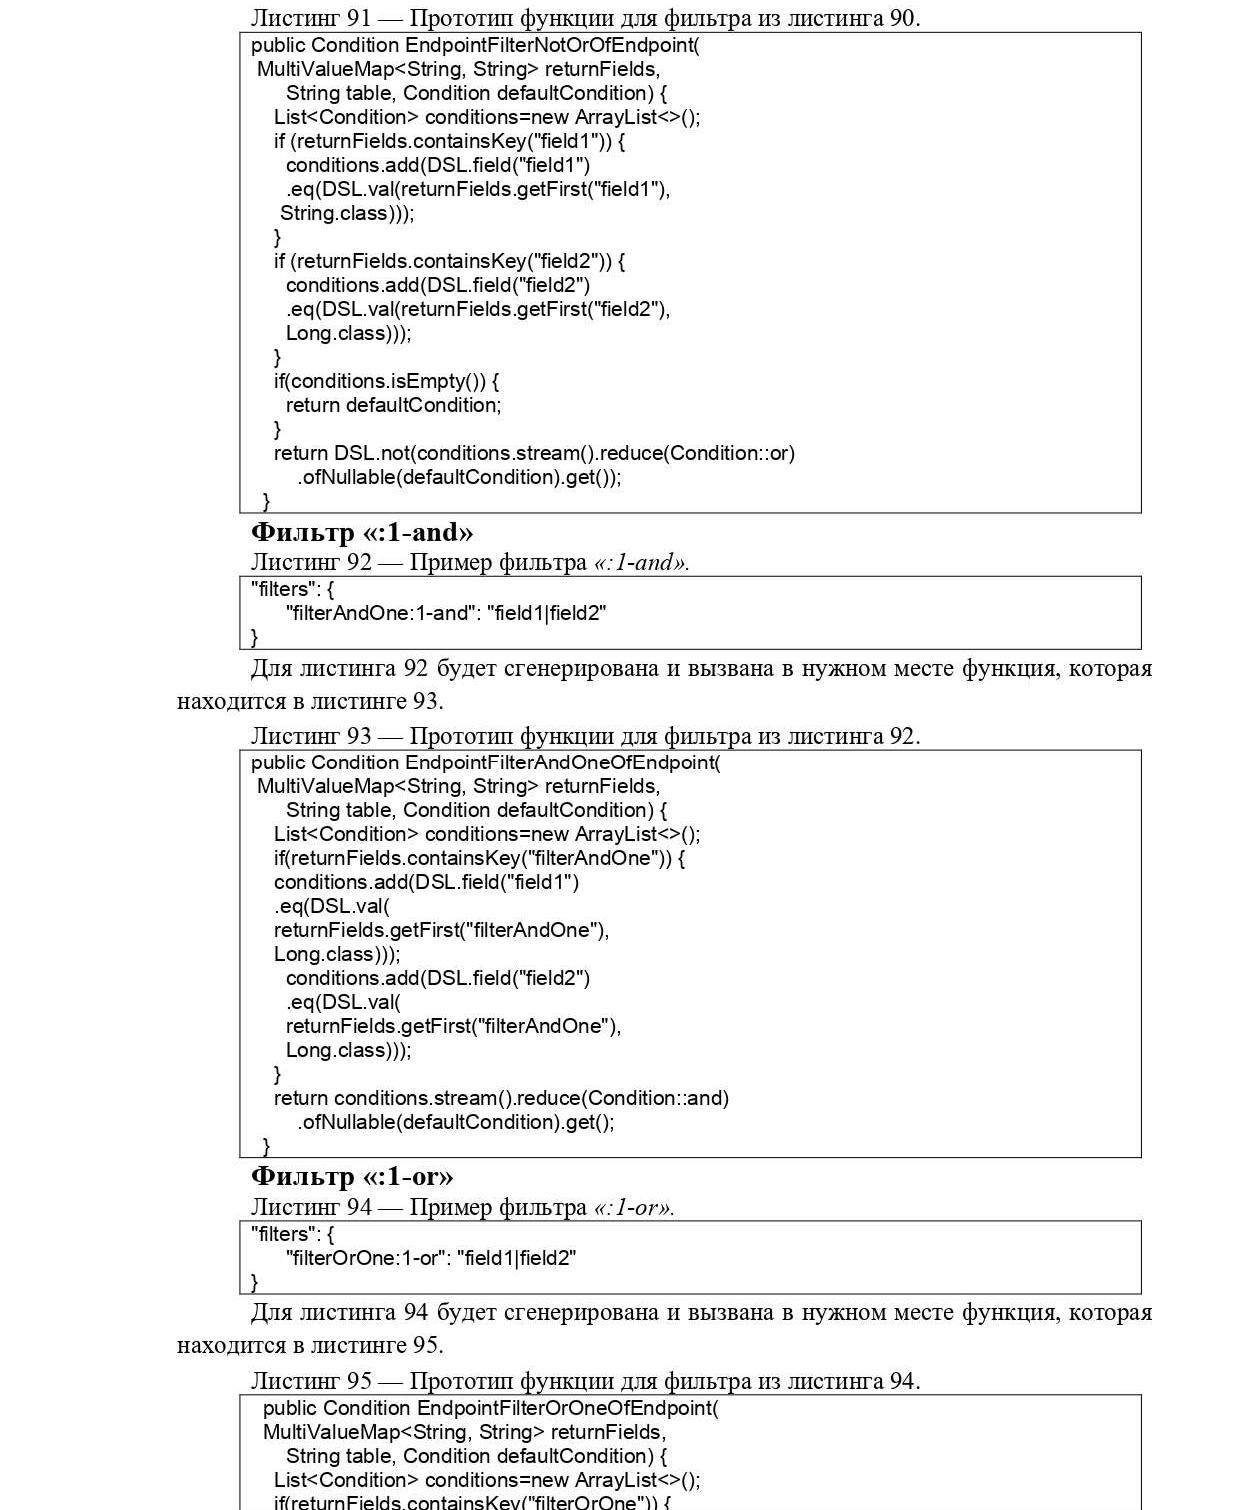 Листинг 91 — Прототип функции для фильтра из листинга 90.
public Condition EndpointFilterNotOrOfEndpoint(
MultiValueMap<String, String> returnFields,
String table, Condition defaultCondition) {
List<Condition> conditions=new ArrayList<>();
if (returnFields.containsKey("field1")) {
conditions.add(DSL.field("field1")
.eq(DSL.val(returnFields.getFirst("field1"),
String.class)));
}
if (returnFields.containsKey("field2")) {
conditions.add(DSL.field("field2")
.eq(DSL.val(returnFields.getFirst("field2"),
Long.class)));
}
if(conditions.isEmpty()) {
return defaultCondition;
}
return DSL.not(conditions.stream().reduce(Condition::or)
.ofNullable(defaultCondition).get());
}
Фильтр «:1-and»
Листинг 92 — Пример фильтра «:1-and».
"filters": {
"filterAndOne:1-and": "field1|field2"
}
Для листинга 92 будет сгенерирована и вызвана в нужном месте функция, которая
находится в листинге 93.
Листинг 93 — Прототип функции для фильтра из листинга 92.
public Condition EndpointFilterAndOneOfEndpoint(
MultiValueMap<String, String> returnFields,
String table, Condition defaultCondition) {
List<Condition> conditions=new ArrayList<>();
if(returnFields.containsKey("filterAndOne")) {
conditions.add(DSL.field("field1")
.eq(DSL.val(
returnFields.getFirst("filterAndOne"),
Long.class)));
conditions.add(DSL.field("field2")
.eq(DSL.val(
returnFields.getFirst("filterAndOne"),
Long.class)));
}
return conditions.stream().reduce(Condition::and)
.ofNullable(defaultCondition).get();
}
Фильтр «:1-or»
Листинг 94 — Пример фильтра «:1-or».
"filters": {
"filterOrOne:1-or": "field1|field2"
}
Для листинга 94 будет сгенерирована и вызвана в нужном месте функция, которая
находится в листинге 95.
Листинг 95 — Прототип функции для фильтра из листинга 94.
public Condition EndpointFilterOrOneOfEndpoint(
MultiValueMap<String, String> returnFields,
String table, Condition defaultCondition) {
List<Condition> conditions=new ArrayList<>();
if(returnFields.containsKey("filterOrOne")) {